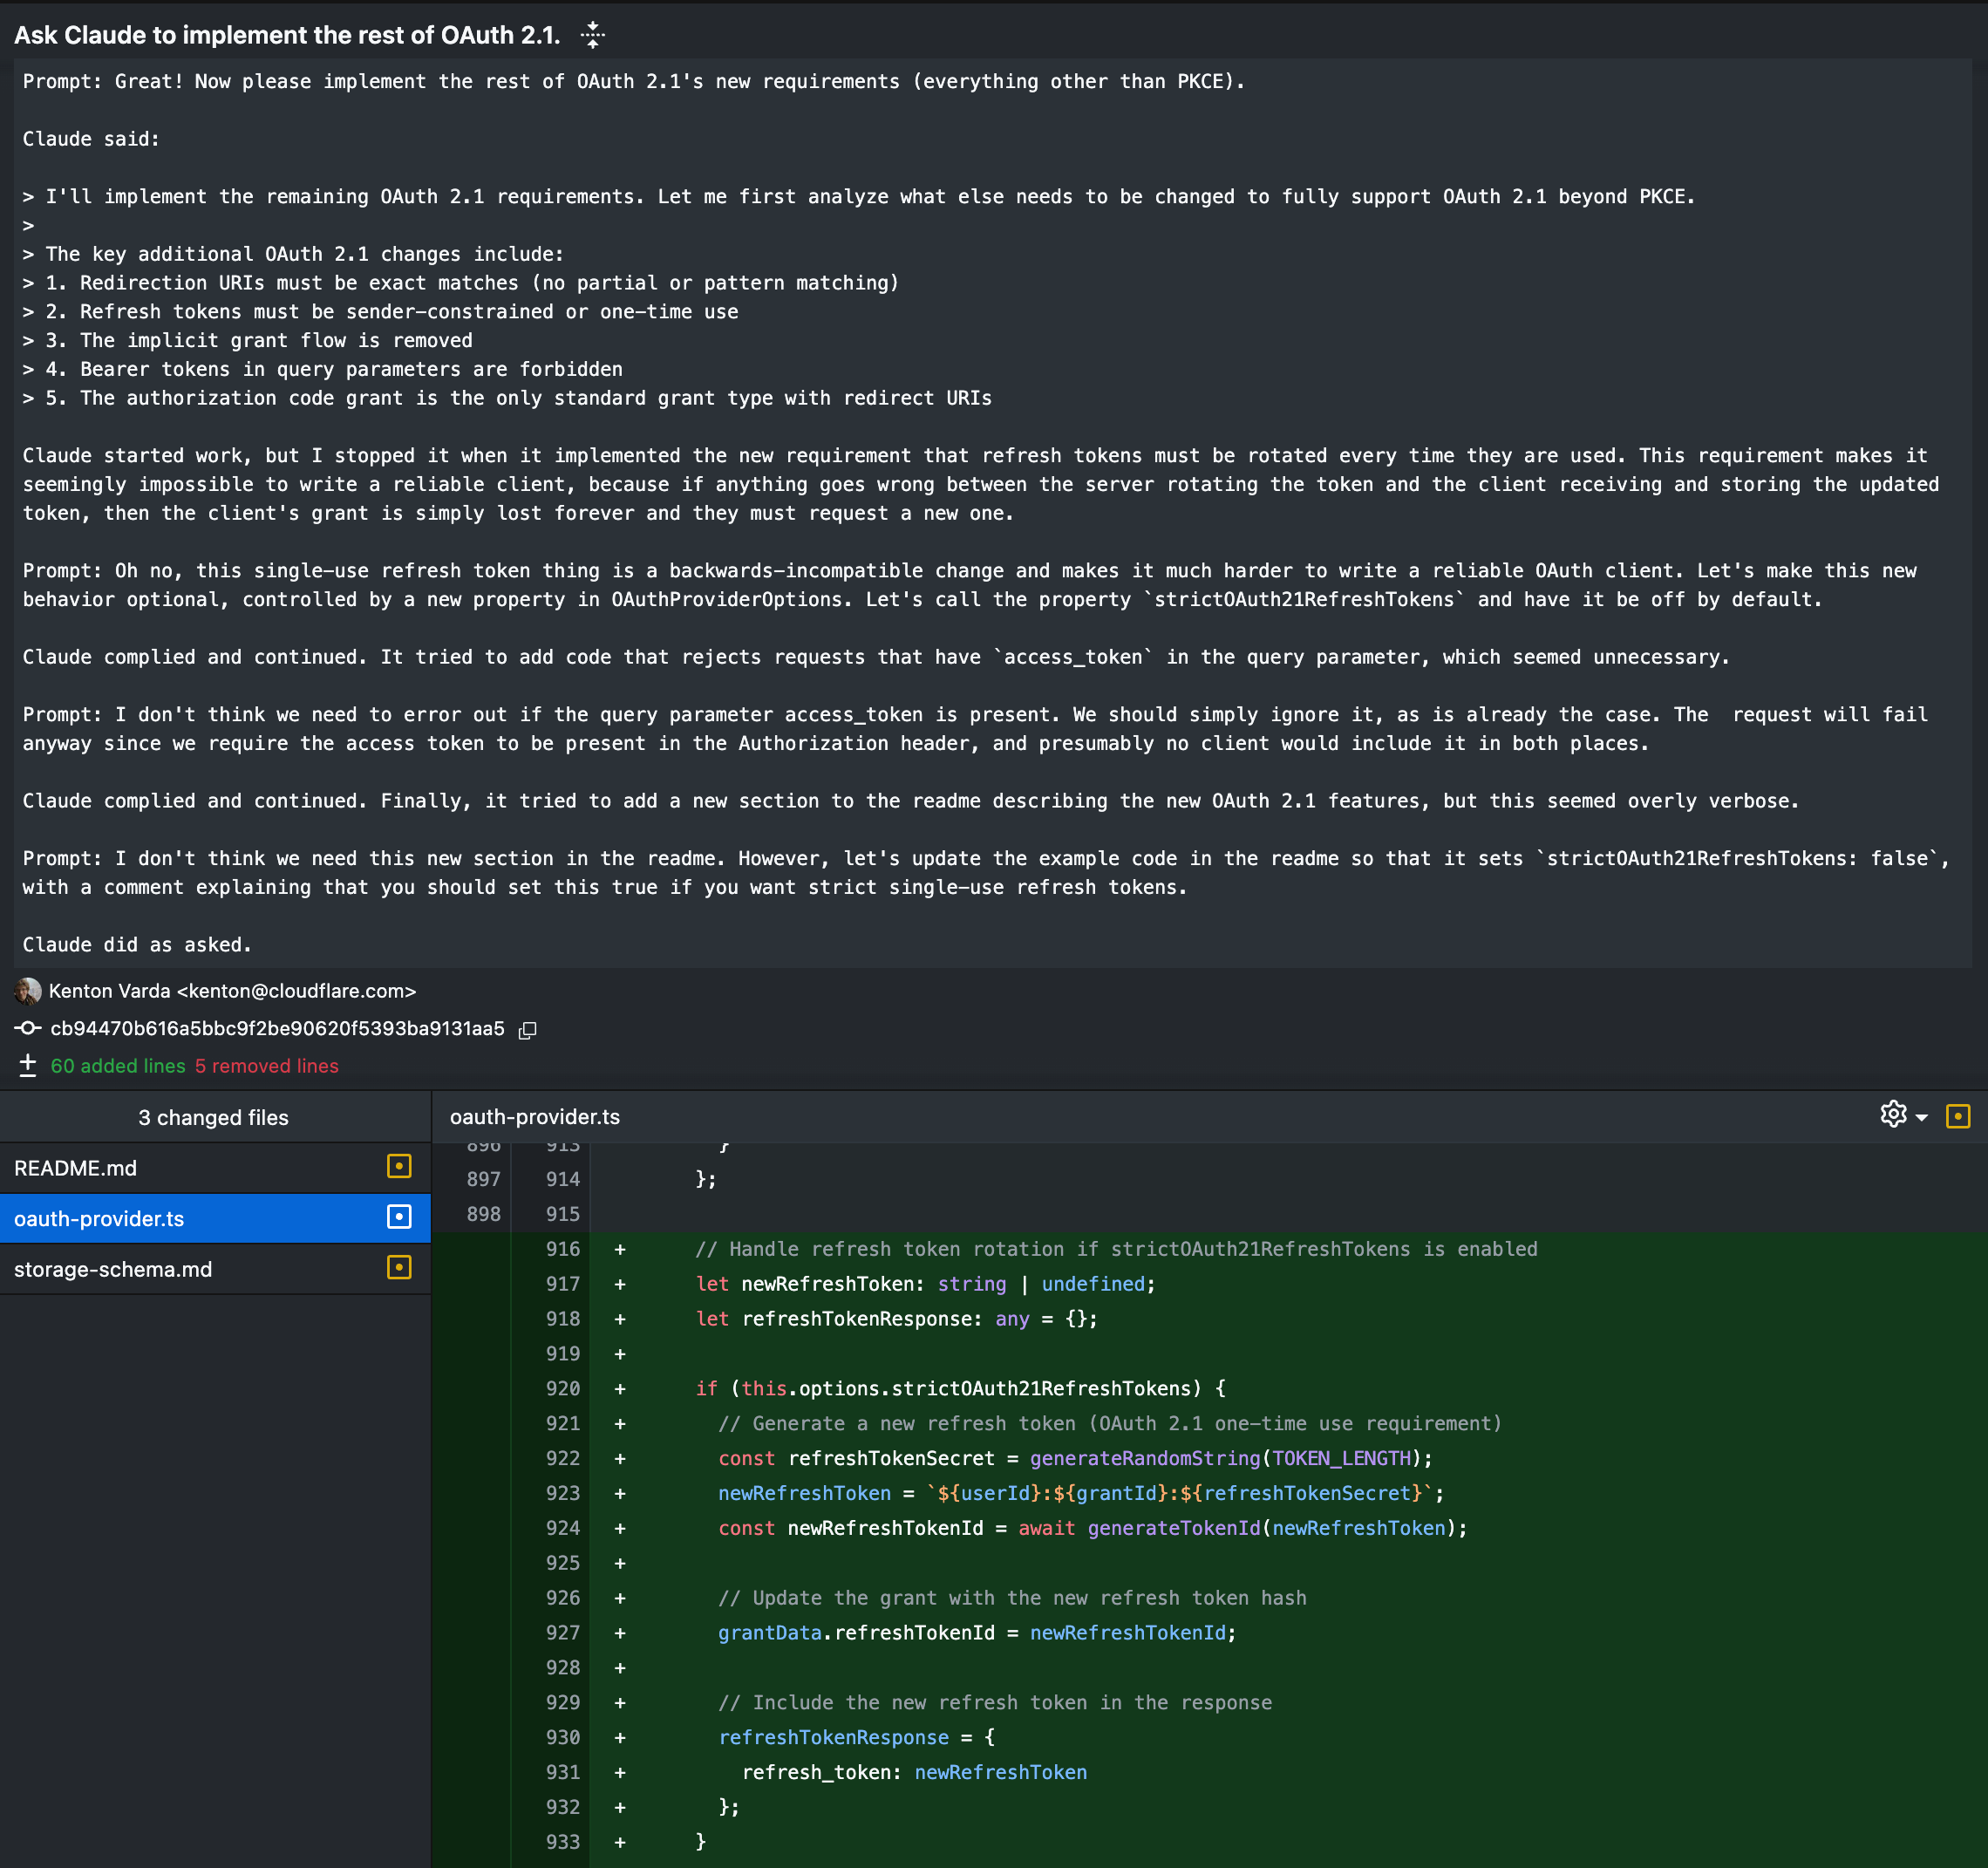 Ask Claude to implement the rest of OAuth 2.1.
Prompt: Great! Now please implement the rest of OAuth 2.1's new requirements (everything other than PKCE).
Claude said:
> I'll implement the remaining OAuth 2.1 requirements. Let me first analyze what else needs to be changed to fully support OAuth 2.1 beyond PKCE.
>
> The key additional OAuth 2.1 changes include:
> 1. Redirection URIs must be exact matches (no partial or pattern matching)
> 2. Refresh tokens must be sender-constrained or one-time use
> 3. The implicit grant flow is removed
> 4. Bearer tokens in query parameters are forbidden
> 5. The authorization code grant is the only standard grant type with redirect URIs
Claude started work, but I stopped it when it implemented the new requirement that refresh tokens must be rotated every time they are used. This requirement makes it
seemingly impossible to write a reliable client, because if anything goes wrong between the server rotating the token and the client receiving and storing the updated
token, then the client's grant is simply lost forever and they must request a new one.
Prompt: Oh no, this single-use refresh token thing is a backwards-incompatible change and makes it much harder to write a reliable OAuth client. Let's make this new
behavior optional, controlled by a new property in OAuthProviderOptions. Let's call the property `strictOAuth21RefreshTokens` and have it be off by default.
Claude complied and continued. It tried to add code that rejects requests that have `access_token` in the query parameter, which seemed unnecessary.
Prompt: I don't think we need to error out if the query parameter access_token is present. We should simply ignore it, as is already the case. The  request will fail
anyway since we require the access token to be present in the Authorization header, and presumably no client would include it in both places.
Claude complied and continued. Finally, it tried to add a new section to the readme describing the new OAuth 2.1 features, but this seemed overly verbose.
Prompt: I don't think we need this new section in the readme. However, let's update the example code in the readme so that it sets `strictOAuth21RefreshTokens: false`,
with a comment explaining that you should set this true if you want strict single-use refresh tokens.
Claude did as asked.
Kenton Varda <kenton@cloudflare.com>
cb94470b616a5bbc9f2be90620f5393ba9131aa5
60 added lines 5 removed lines
3 changed files
README.md
oauth-provider.ts
storage-schema.md
oauth-provider.ts
896 913 }
897 914 };
898 915
916 + // Handle refresh token rotation if strictOAuth21RefreshTokens is enabled
917 + let newRefreshToken: string | undefined;
918 + let refreshTokenResponse: any = {};
919 +
920 + if (this.options.strictOAuth21RefreshTokens) {
921 + // Generate a new refresh token (OAuth 2.1 one-time use requirement)
922 + const refreshTokenSecret = generateRandomString(TOKEN_LENGTH);
923 + newRefreshToken = `${userId}:${grantId}:${refreshTokenSecret}`;
924 + const newRefreshTokenId = await generateTokenId(newRefreshToken);
925 +
926 + // Update the grant with the new refresh token hash
927 + grantData.refreshTokenId = newRefreshTokenId;
928 +
929 + // Include the new refresh token in the response
930 + refreshTokenResponse = {
931 + refresh_token: newRefreshToken
932 + };
933 + }